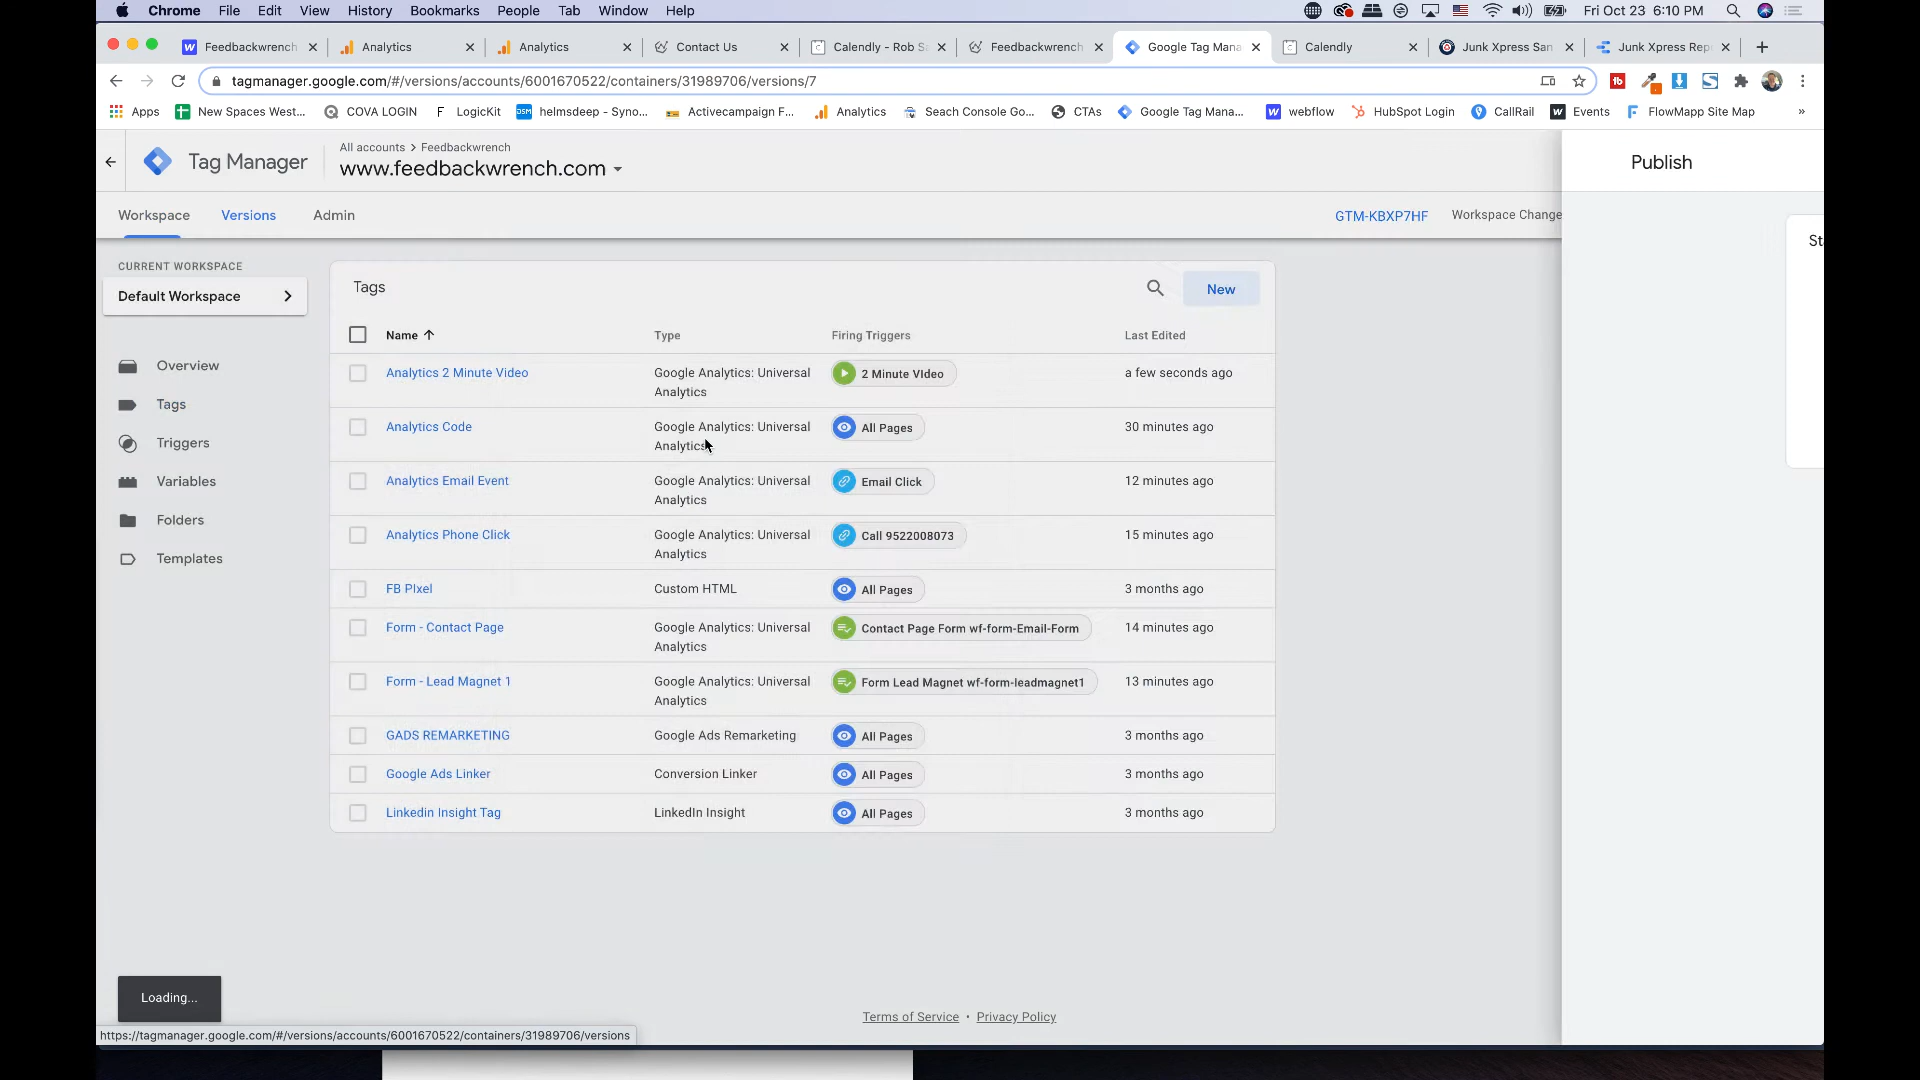 Chrome File Edit View History Bookmarks People Tab Window Help Fri Oct 23 6:10 PM
Feedbackwrench Analytics Analytics Contact Us Calendly - Rob S Feedbackwrench Google Tag Mana Calendly Junk Xpress San Junk Xpress Rep
tagmanager.google.com/#/versions/accounts/6001670522/containers/31989706/versions/7
Apps New Spaces West... COVA LOGIN LogicKit helmsdeep - Syno... Activecampaign F... Analytics Seach Console Go... CTAs Google Tag Mana... webflow HubSpot Login CallRail Events FlowMapp Site Map »
Tag Manager
All accounts > Feedbackwrench
www.feedbackwrench.com
Publish
Workspace Versions Admin GTM-KBXP7HF Workspace Change
CURRENT WORKSPACE
Default Workspace
Overview
Tags
Triggers
Variables
Folders
Templates
Tags New
Name Type Firing Triggers Last Edited
Analytics 2 Minute Video Google Analytics: Universal Analytics 2 Minute VIdeo a few seconds ago
Analytics Code Google Analytics: Universal Analytics All Pages 30 minutes ago
Analytics Email Event Google Analytics: Universal Analytics Email Click 12 minutes ago
Analytics Phone Click Google Analytics: Universal Analytics Call 9522008073 15 minutes ago
FB PIxel Custom HTML All Pages 3 months ago
Form - Contact Page Google Analytics: Universal Analytics Contact Page Form wf-form-Email-Form 14 minutes ago
Form - Lead Magnet 1 Google Analytics: Universal Analytics Form Lead Magnet wf-form-leadmagnet1 13 minutes ago
GADS REMARKETING Google Ads Remarketing All Pages 3 months ago
Google Ads Linker Conversion Linker All Pages 3 months ago
Linkedin Insight Tag LinkedIn Insight All Pages 3 months ago
Loading...
Terms of Service • Privacy Policy
https://tagmanager.google.com/#/versions/accounts/6001670522/containers/31989706/versions